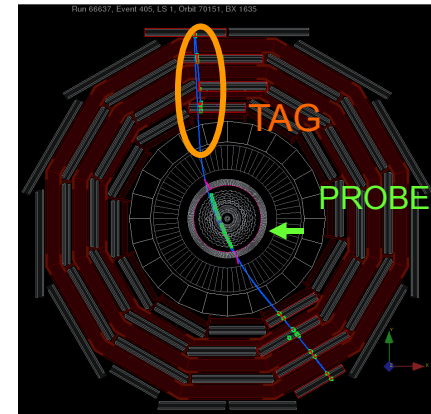 Run 66637, Event 405, LS 1, Orbit 70151, BX 1635
TAG
PROBE